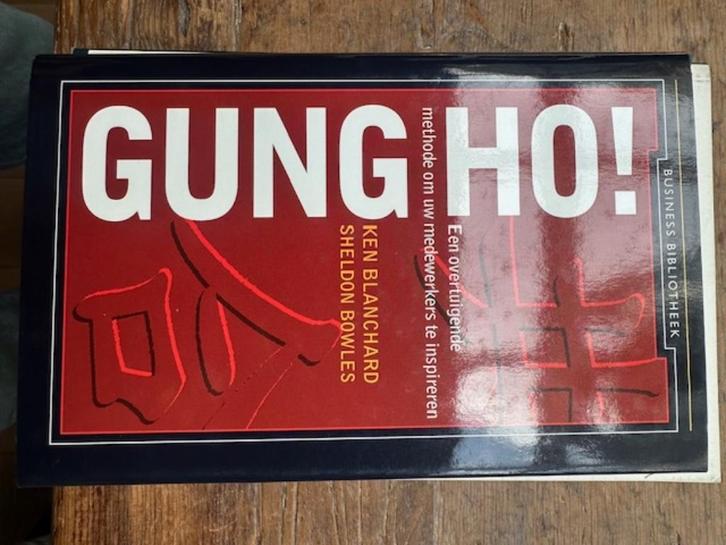 BUSINESS BIBLIOTHEEK
GUNG HO!
Een overtuigende
methode om uw medewerkers te inspireren
KEN BLANCHARD
SHELDON BOWLES